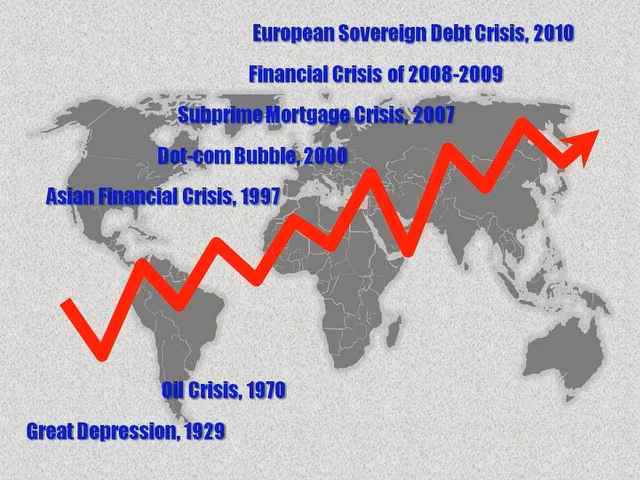 European Sovereign Debt Crisis, 2010
Financial Crisis of 2008-2009
Subprime Mortgage Crisis, 2007
Dot-com Bubble, 2000
Asian Financial Crisis, 1997
Oil Crisis, 1970
Great Depression, 1929